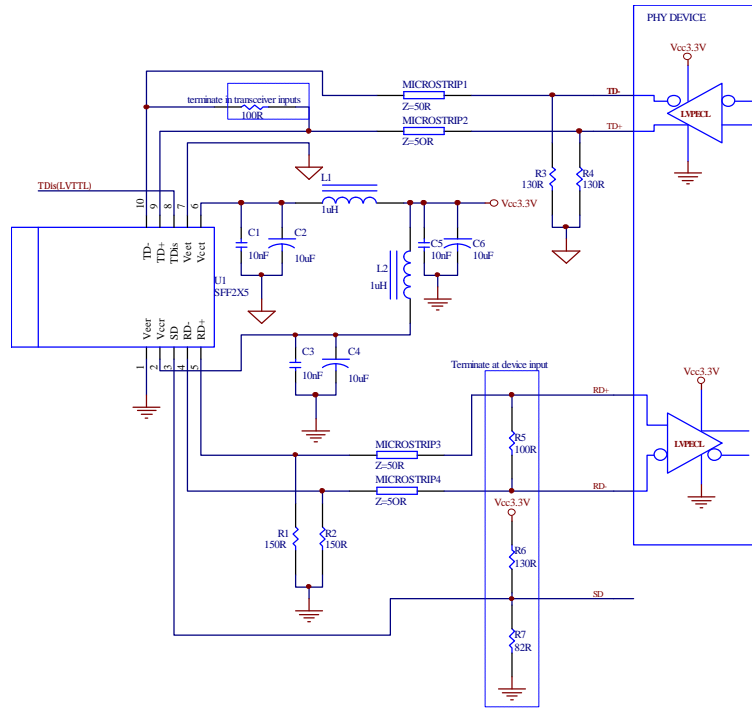 PHY DEVICE
Vcc3.3V
MICROSTRIP1
Z=50R
TD-
LVPECL
terminate in transceiver inputs
100R
MICROSTRIP2
Z=5OR
TD+
R3
130R
R4
130R
TDis(LVTTL)
10
9
8
7
6
L1
1uH
Vcc3.3V
C1
10nF
C2
10uF
C5
10nF
C6
10uF
L2
1uH
TD-
TD+
TDis
Veet
Vcct
U1
SFF2X5
Veer
Vccr
SD
RD-
RD+
1
2
3
4
5
C3
10nF
C4
10uF
Terminate at device input
Vcc3.3V
RD+
R5
100R
LVPECL
MICROSTRIP3
Z=50R
MICROSTRIP4
Z=5OR
RD-
Vcc3.3V
R1
150R
R2
150R
R6
130R
SD
R7
82R